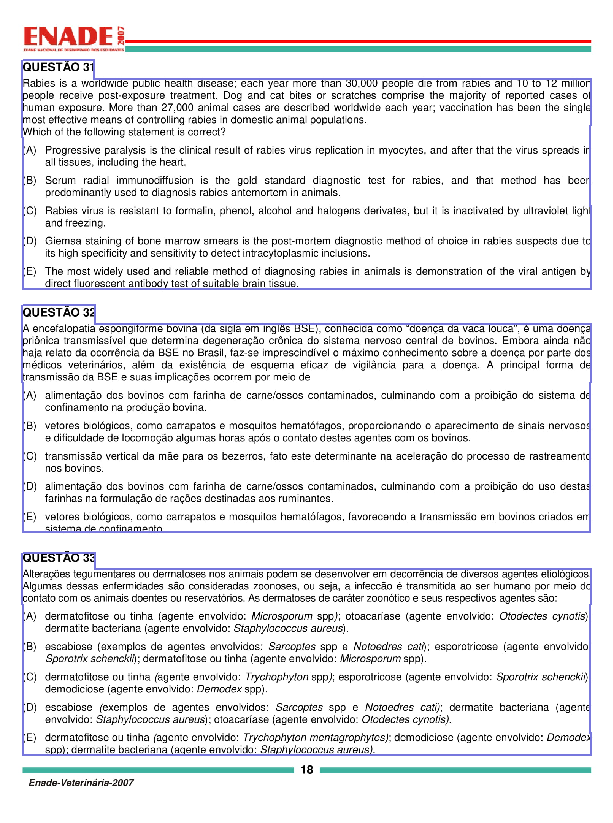 ENADE 2007
EXAME NACIONAL DE DESEMPENHO DOS ESTUDANTES
QUESTÃO 31
Rabies is a worldwide public health disease; each year more than 30,000 people die from rabies and 10 to 12 million
people receive post-exposure treatment. Dog and cat bites or scratches comprise the majority of reported cases of
human exposure. More than 27,000 animal cases are described worldwide each year; vaccination has been the single
most effective means of controlling rabies in domestic animal populations.
Which of the following statement is correct?
(A) Progressive paralysis is the clinical result of rabies virus replication in myocytes, and after that the virus spreads in
all tissues, including the heart.
(B) Serum radial immunodiffusion is the gold standard diagnostic test for rabies, and that method has been
predominantly used to diagnosis rabies antemortem in animals.
(C) Rabies virus is resistant to formalin, phenol, alcohol and halogens derivates, but it is inactivated by ultraviolet light
and freezing.
(D) Giemsa staining of bone marrow smears is the post-mortem diagnostic method of choice in rabies suspects due to
its high specificity and sensitivity to detect intracytoplasmic inclusions.
(E) The most widely used and reliable method of diagnosing rabies in animals is demonstration of the viral antigen by
direct fluorescent antibody test of suitable brain tissue.
QUESTÃO 32
A encefalopatia espongiforme bovina (da sigla em inglês BSE), conhecida como “doença da vaca louca”, é uma doença
priônica transmissível que determina degeneração crônica do sistema nervoso central de bovinos. Embora ainda não
haja relato da ocorrência da BSE no Brasil, faz-se imprescindível o máximo conhecimento sobre a doença por parte dos
médicos veterinários, além da existência de esquema eficaz de vigilância para a doença. A principal forma de
transmissão da BSE e suas implicações ocorrem por meio de
(A) alimentação dos bovinos com farinha de carne/ossos contaminados, culminando com a proibição do sistema de
confinamento na produção bovina.
(B) vetores biológicos, como carrapatos e mosquitos hematófagos, proporcionando o aparecimento de sinais nervosos
e dificuldade de locomoção algumas horas após o contato destes agentes com os bovinos.
(C) transmissão vertical da mãe para os bezerros, fato este determinante na aceleração do processo de rastreamento
nos bovinos.
(D) alimentação dos bovinos com farinha de carne/ossos contaminados, culminando com a proibição do uso destas
farinhas na formulação de rações destinadas aos ruminantes.
(E) vetores biológicos, como carrapatos e mosquitos hematófagos, favorecendo a transmissão em bovinos criados em
sistema de confinamento
QUESTÃO 33
Alterações tegumentares ou dermatoses nos animais podem se desenvolver em decorrência de diversos agentes etiológicos.
Algumas dessas enfermidades são consideradas zoonoses, ou seja, a infecção é transmitida ao ser humano por meio do
contato com os animais doentes ou reservatórios. As dermatoses de caráter zoonótico e seus respectivos agentes são:
(A) dermatofitose ou tinha (agente envolvido: Microsporum spp); otoacaríase (agente envolvido: Otodectes cynotis);
dermatite bacteriana (agente envolvido: Staphylococcus aureus).
(B) escabiose (exemplos de agentes envolvidos: Sarcoptes spp e Notoedres cati); esporotricose (agente envolvido:
Sporotrix schenckii); dermatofitose ou tinha (agente envolvido: Microsporum spp).
(C) dermatofitose ou tinha (agente envolvido: Trychophyton spp); esporotricose (agente envolvido: Sporotrix schenckii);
demodiciose (agente envolvido: Demodex spp).
(D) escabiose (exemplos de agentes envolvidos: Sarcoptes spp e Notoedres cati); dermatite bacteriana (agente
envolvido: Staphylococcus aureus); otoacaríase (agente envolvido: Otodectes cynotis).
(E) dermatofitose ou tinha (agente envolvido: Trychophyton mentagrophytes); demodiciose (agente envolvido: Demodex
spp); dermatite bacteriana (agente envolvido: Staphylococcus aureus).
18
Enade-Veterinária-2007